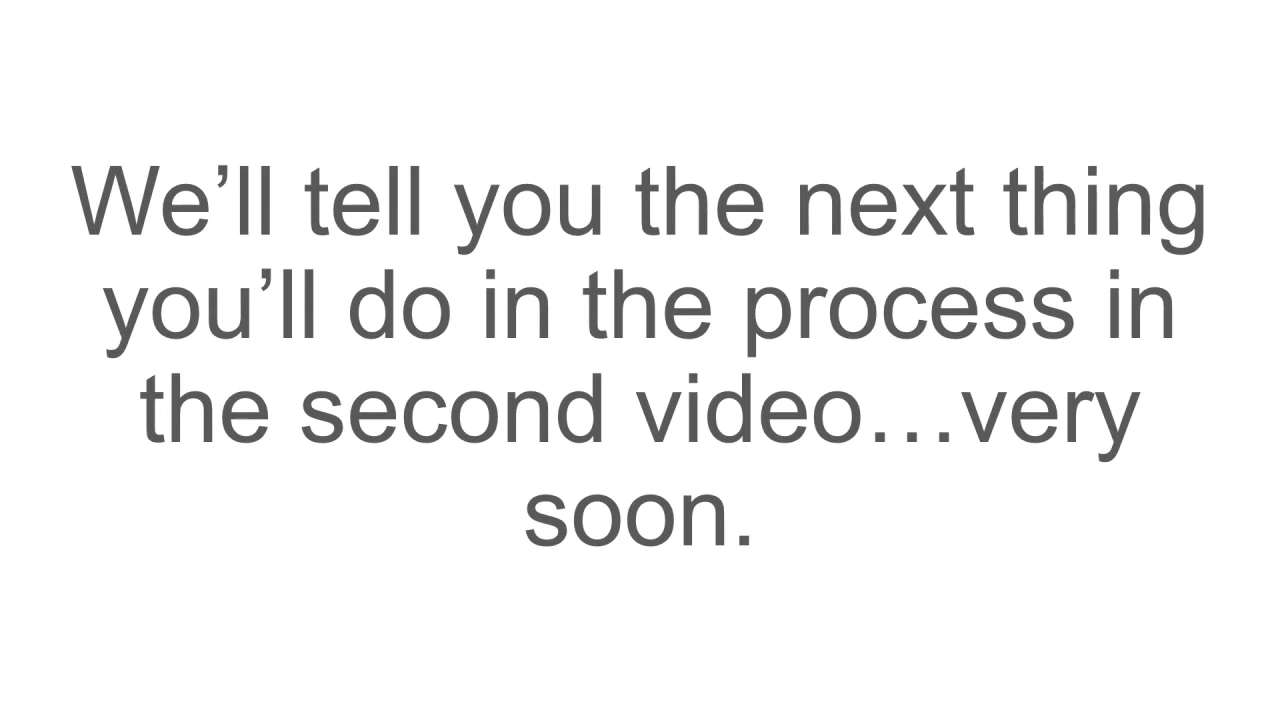 We’ll tell you the next thing
you’ll do in the process in
the second video…very
soon.